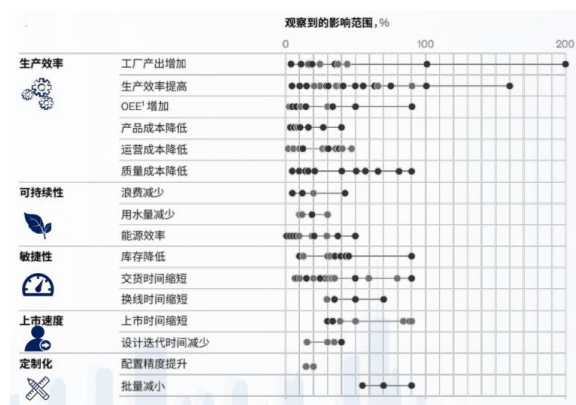 观察到的影响范围,%
0 100 200
生产效率 工厂产出增加
生产效率提高
OEE¹ 增加
产品成本降低
运营成本降低
质量成本降低
可持续性 浪费减少
用水量减少
能源效率
敏捷性 库存降低
交货时间缩短
换线时间缩短
上市速度 上市时间缩短
设计迭代时间减少
定制化 配置精度提升
批量减小